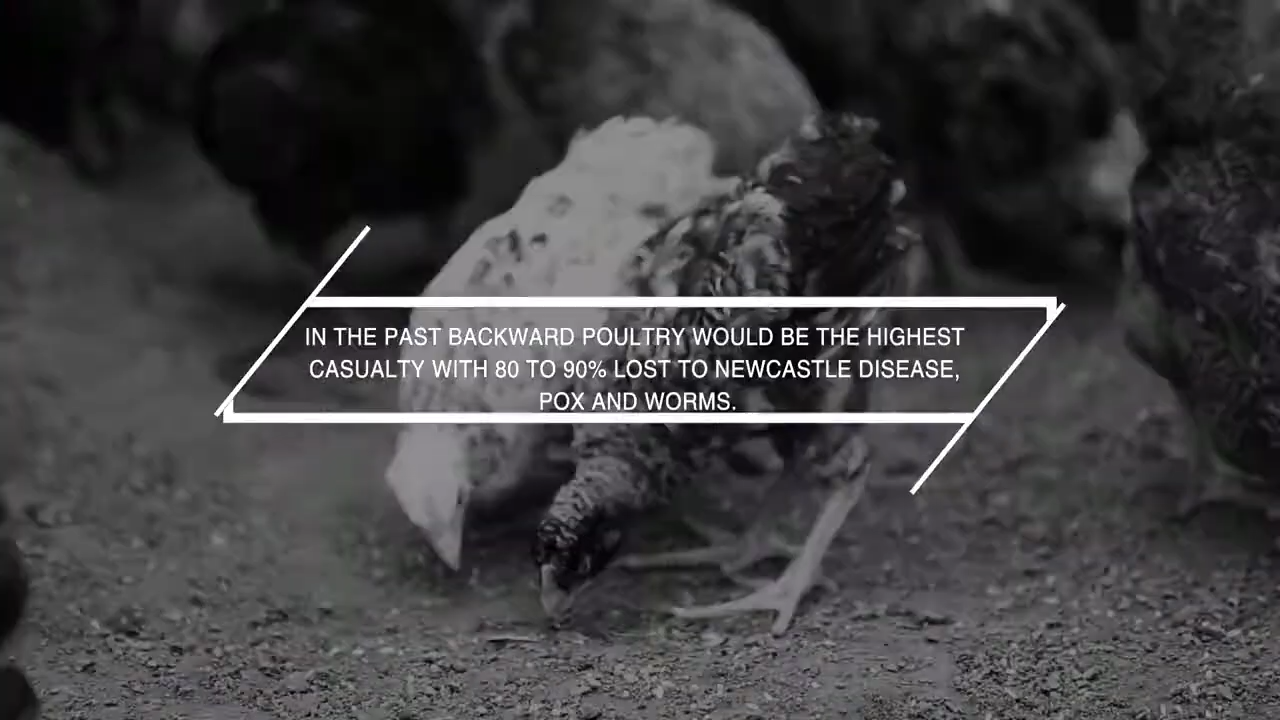 IN THE PAST BACKWARD POULTRY WOULD BE THE HIGHEST
CASUALTY WITH 80 TO 90% LOST TO NEWCASTLE DISEASE,
POX AND WORMS.